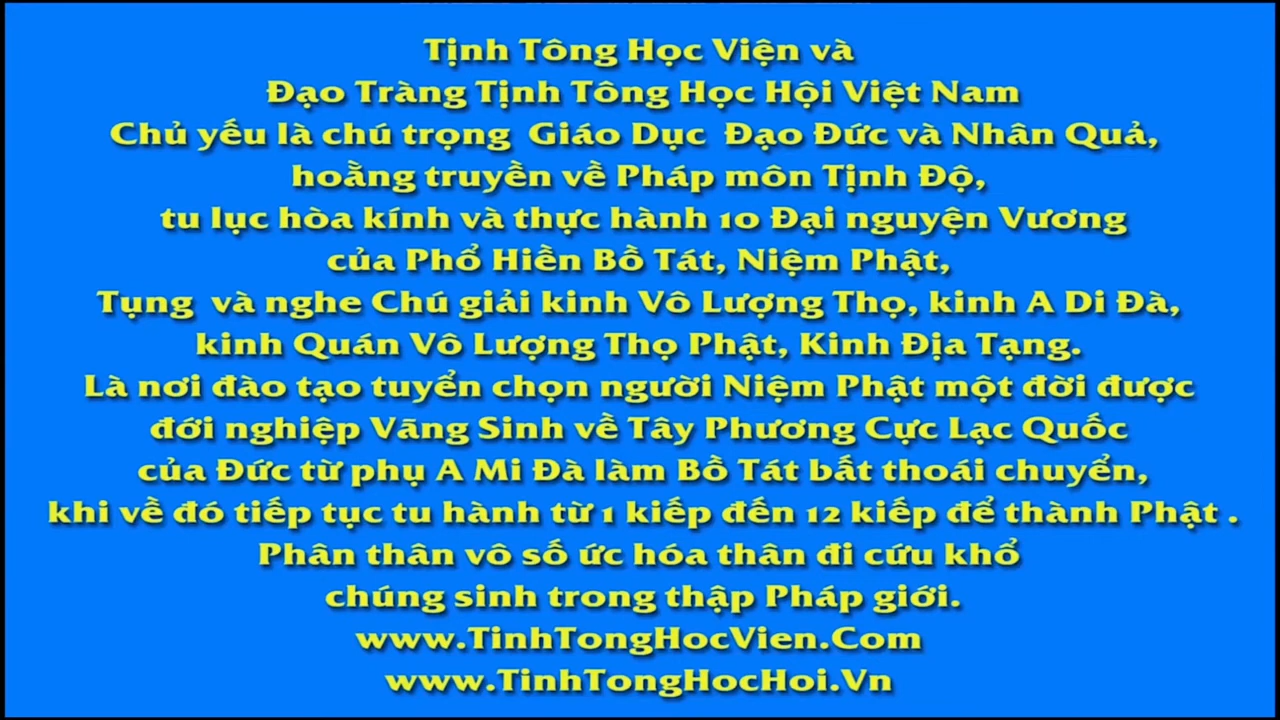 Tịnh Tông Học Viện và
Đạo Tràng Tịnh Tông Học Hội Việt Nam
Chủ yếu là chú trọng Giáo Dục Đạo Đức và Nhân Quả,
hoằng truyền về Pháp môn Tịnh Độ,
tu lục hòa kính và thực hành 10 Đại nguyện Vương
của Phổ Hiền Bồ Tát, Niệm Phật,
Tụng và nghe Chú giải kinh Vô Lượng Thọ, kinh A Di Đà,
kinh Quán Vô Lượng Thọ Phật, Kinh Địa Tạng.
Là nơi đào tạo tuyển chọn người Niệm Phật một đời được
đới nghiệp Vãng Sinh về Tây Phương Cực Lạc Quốc
của Đức từ phụ A Mi Đà làm Bồ Tát bất thoái chuyển,
khi về đó tiếp tục tu hành từ 1 kiếp đến 12 kiếp để thành Phật .
Phân thân vô số ức hóa thân đi cứu khổ
chúng sinh trong thập Pháp giới.
www.TinhTongHocVien.Com
www.TinhTongHocHoi.Vn